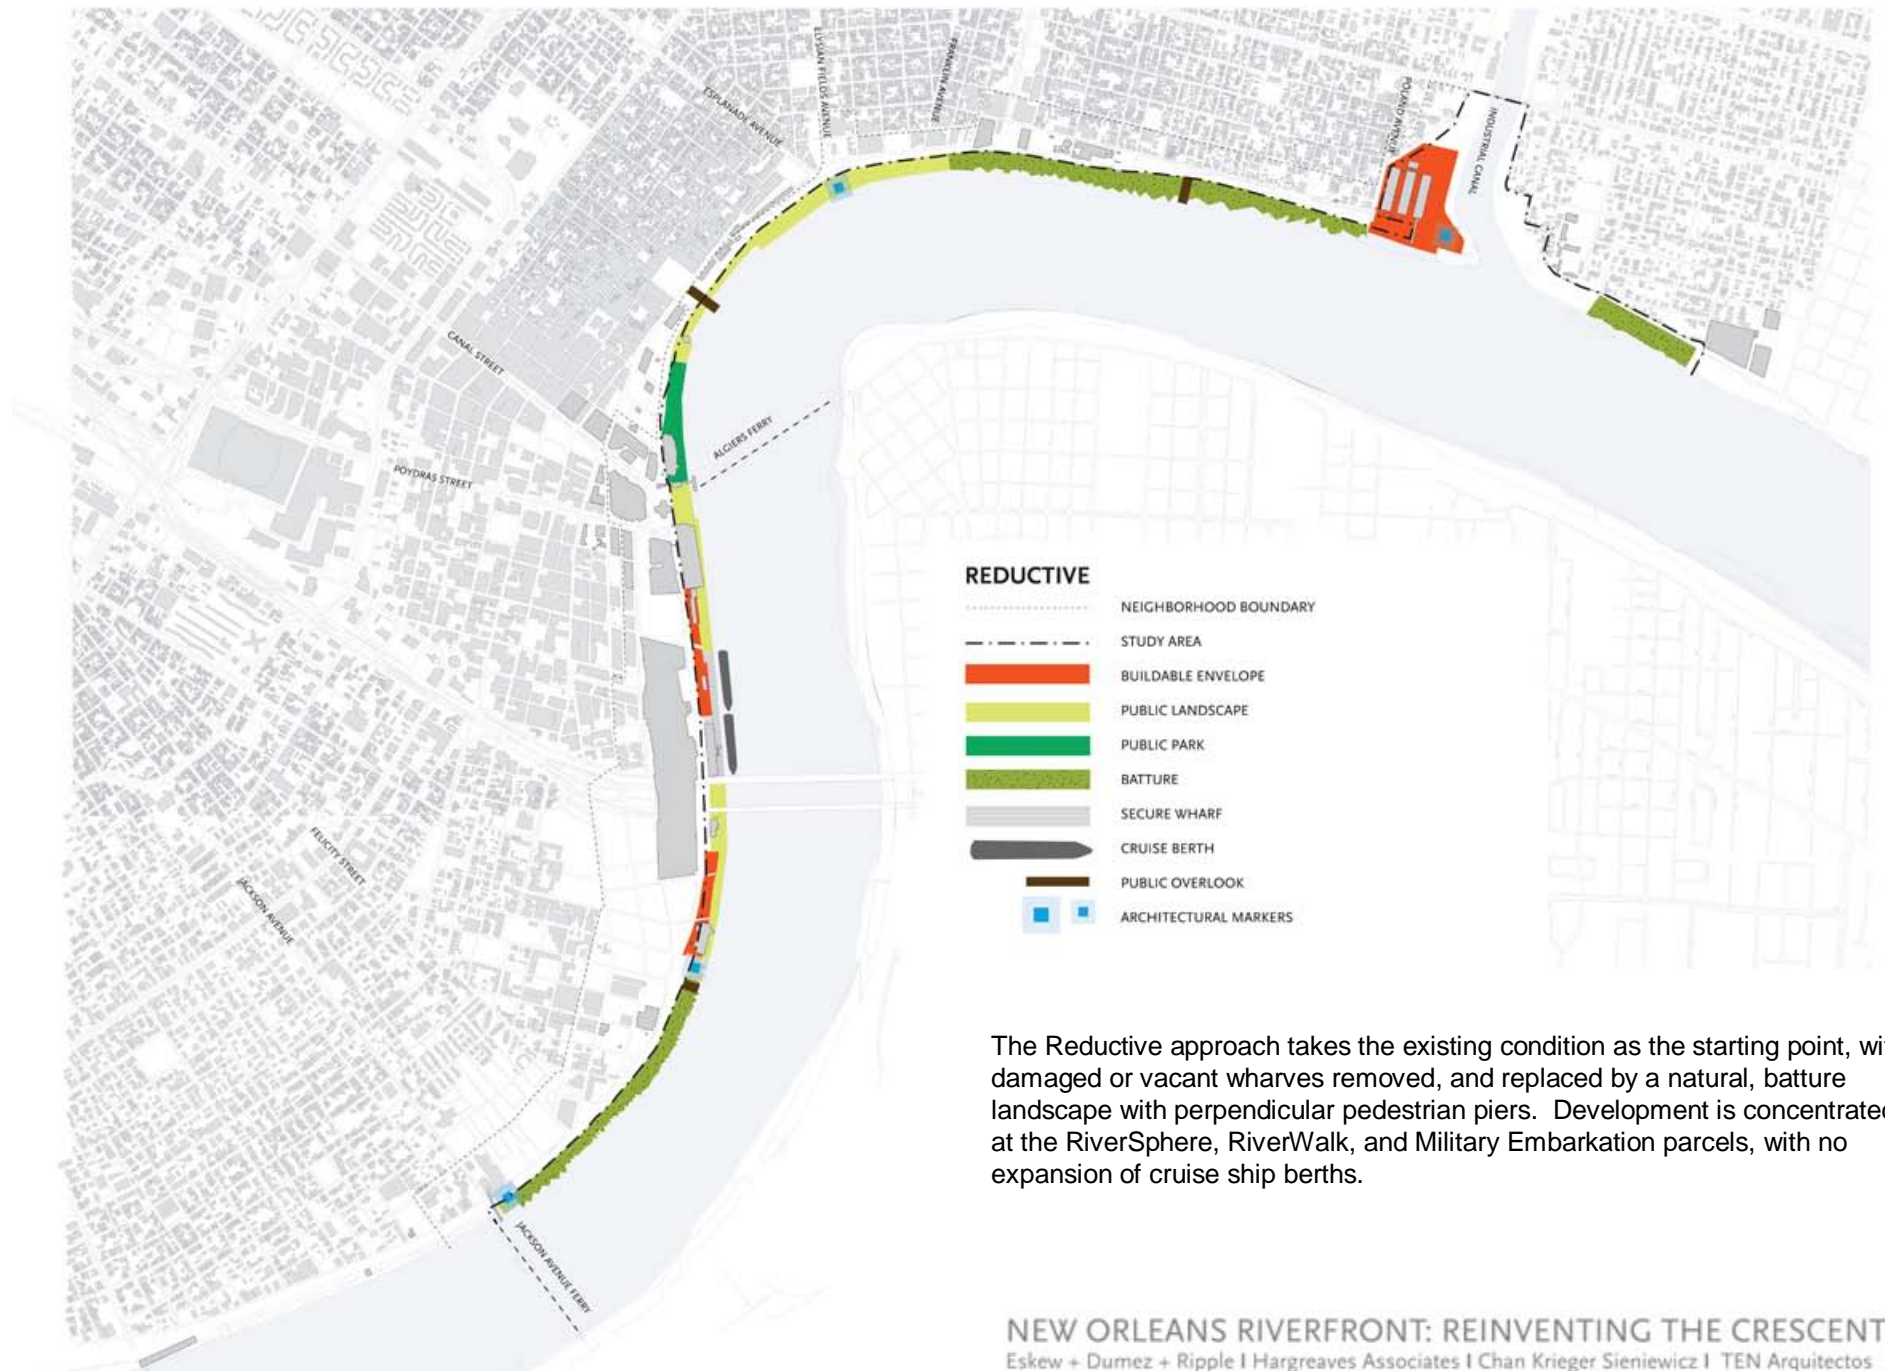 ELYSIAN FIELDS AVENUE
FRANKLIN AVENUE
ESPLANADE AVENUE
POLAND AVENUE
INDUSTRIAL CANAL
CANAL STREET
ALGIERS FERRY
POYDRAS STREET
FELICITY STREET
JACKSON AVENUE
JACKSON AVENUE FERRY
REDUCTIVE
NEIGHBORHOOD BOUNDARY
STUDY AREA
BUILDABLE ENVELOPE
PUBLIC LANDSCAPE
PUBLIC PARK
BATTURE
SECURE WHARF
CRUISE BERTH
PUBLIC OVERLOOK
ARCHITECTURAL MARKERS
The Reductive approach takes the existing condition as the starting point, wi
damaged or vacant wharves removed, and replaced by a natural, batture
landscape with perpendicular pedestrian piers. Development is concentrated
at the RiverSphere, RiverWalk, and Military Embarkation parcels, with no
expansion of cruise ship berths.
NEW ORLEANS RIVERFRONT: REINVENTING THE CRESCENT
Eskew + Dumez + Ripple I Hargreaves Associates I Chan Krieger Sieniewicz I TEN Arquitectos